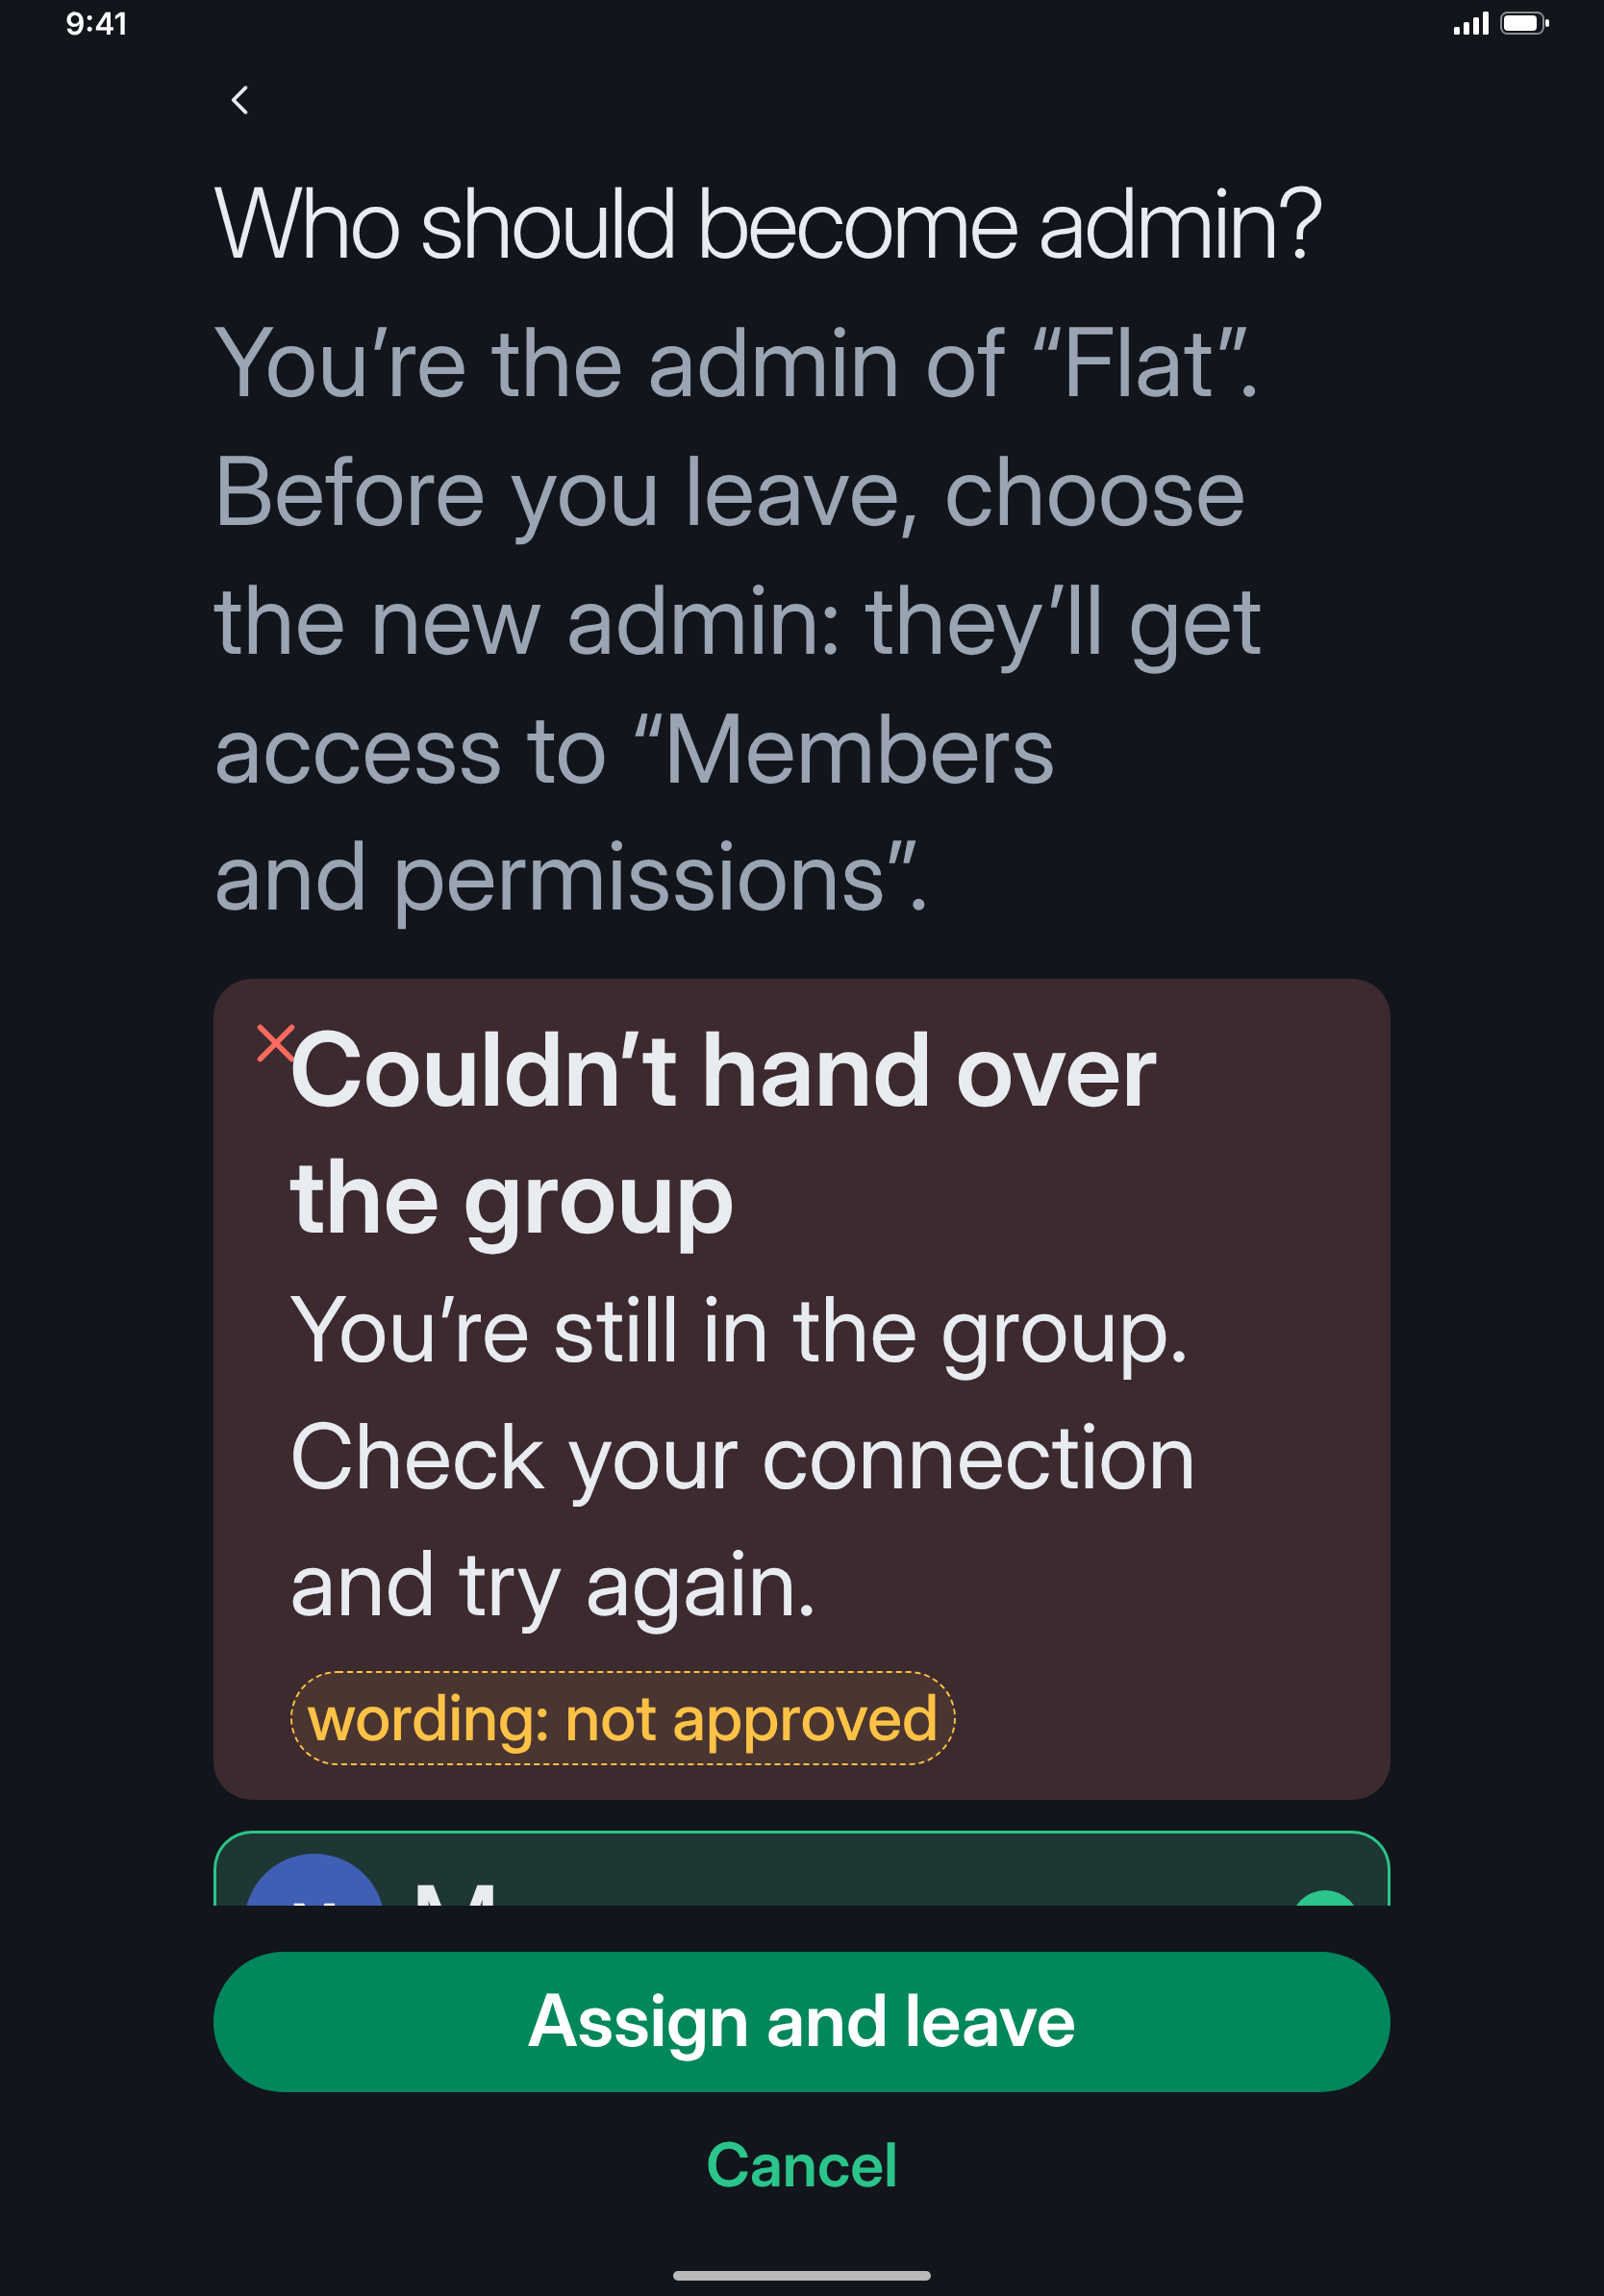 9:41
Who should become admin?
You’re the admin of “Flat”.
Before you leave, choose
the new admin: they’ll get
access to “Members
and permissions”.
Couldn’t hand over
the group
You’re still in the group.
Check your connection
and try again.
wording: not approved
Assign and leave
Cancel